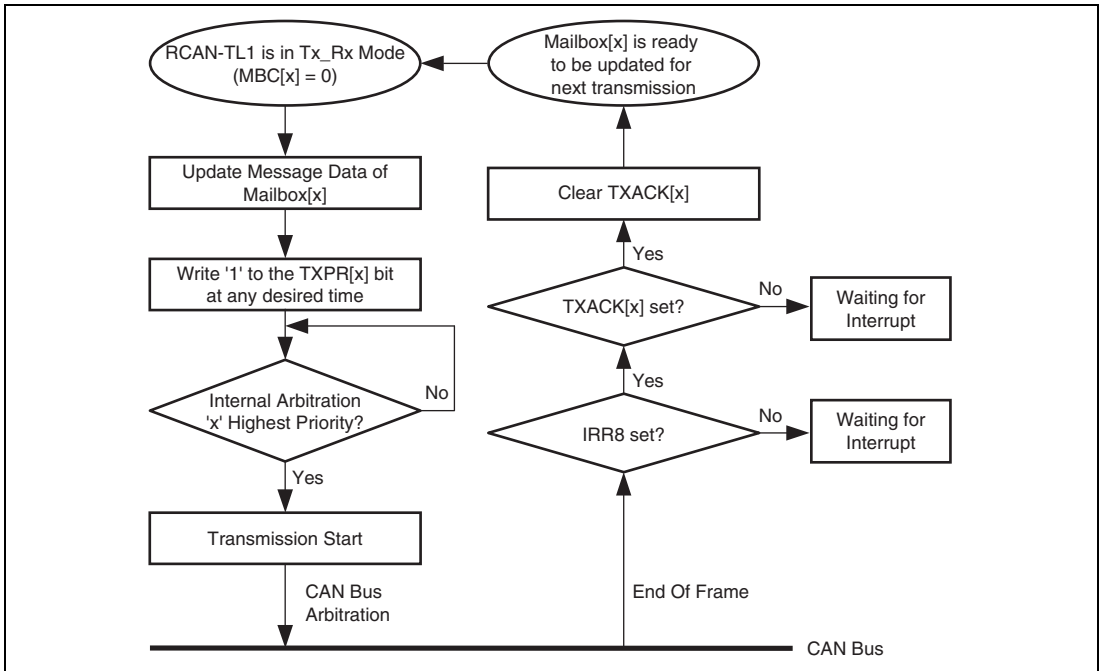 RCAN-TL1 is in Tx_Rx Mode
(MBC[x] = 0)
Update Message Data of
Mailbox[x]
Write '1' to the TXPR[x] bit
at any desired time
Internal Arbitration
'x' Highest Priority?
No
Yes
Transmission Start
CAN Bus
Arbitration
Mailbox[x] is ready
to be updated for
next transmission
Clear TXACK[x]
Yes
TXACK[x] set?
No
Waiting for
Interrupt
Yes
IRR8 set?
No
Waiting for
Interrupt
End Of Frame
CAN Bus